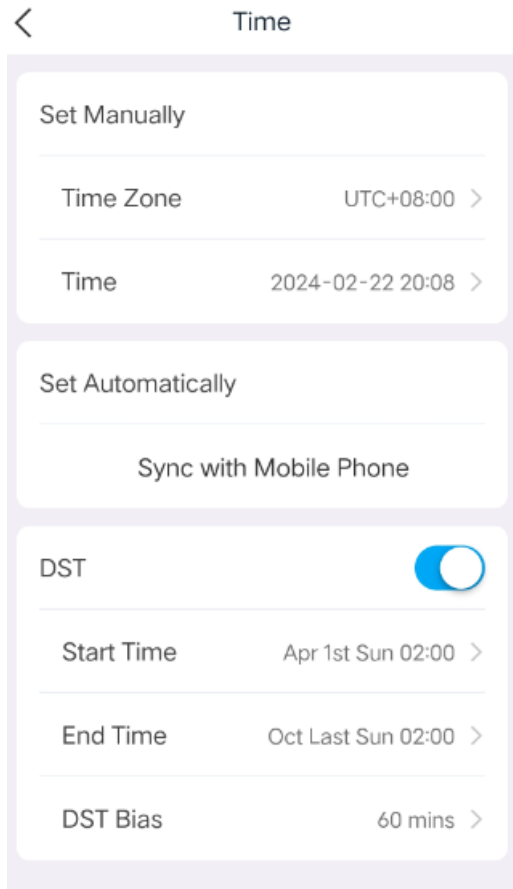 Time
Set Manually
Time Zone UTC+08:00
Time 2024-02-22 20:08
Set Automatically
Sync with Mobile Phone
DST
Start Time Apr 1st Sun 02:00
End Time Oct Last Sun 02:00
DST Bias 60 mins